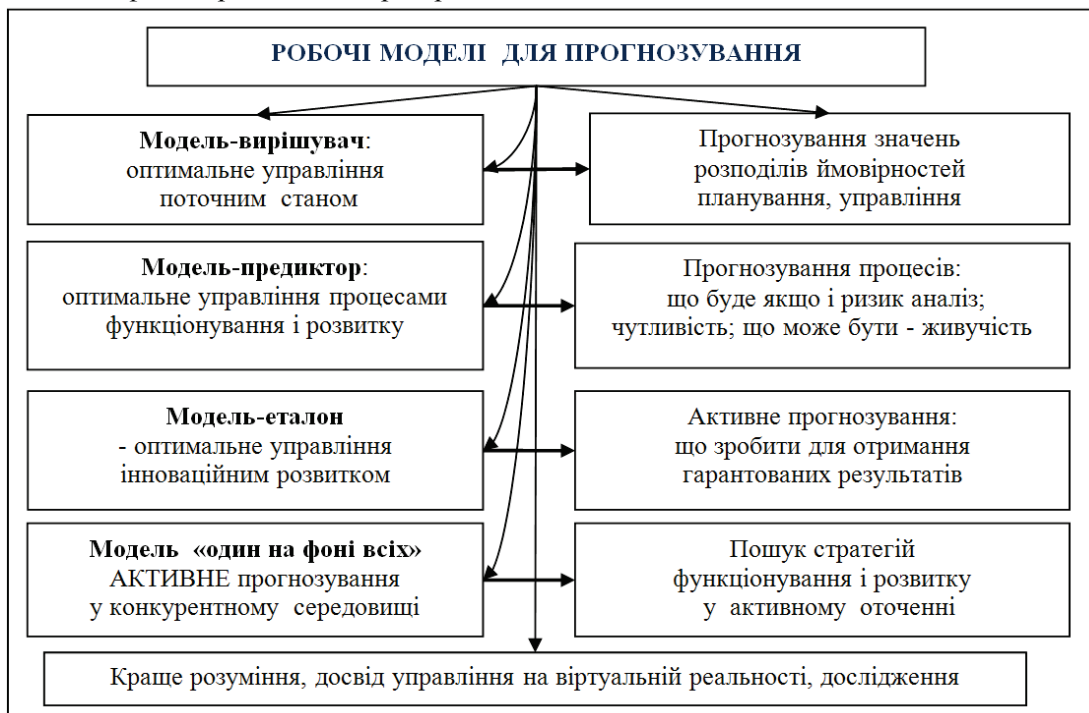 РОБОЧІ МОДЕЛІ ДЛЯ ПРОГНОЗУВАННЯ
Модель-вирішувач:
оптимальне управління
поточним станом
Прогнозування значень
розподілів ймовірностей
планування, управління
Модель-предиктор:
оптимальне управління процесами
функціонування і розвитку
Прогнозування процесів:
що буде якщо і ризик аналіз;
чутливість; що може бути - живучість
Модель-еталон
- оптимальне управління
інноваційним розвитком
Активне прогнозування:
що зробити для отримання
гарантованих результатів
Модель «один на фоні всіх»
АКТИВНЕ прогнозування
у конкурентному середовищі
Пошук стратегій
функціонування і розвитку
у активному оточенні
Краще розуміння, досвід управління на віртуальній реальності, дослідження